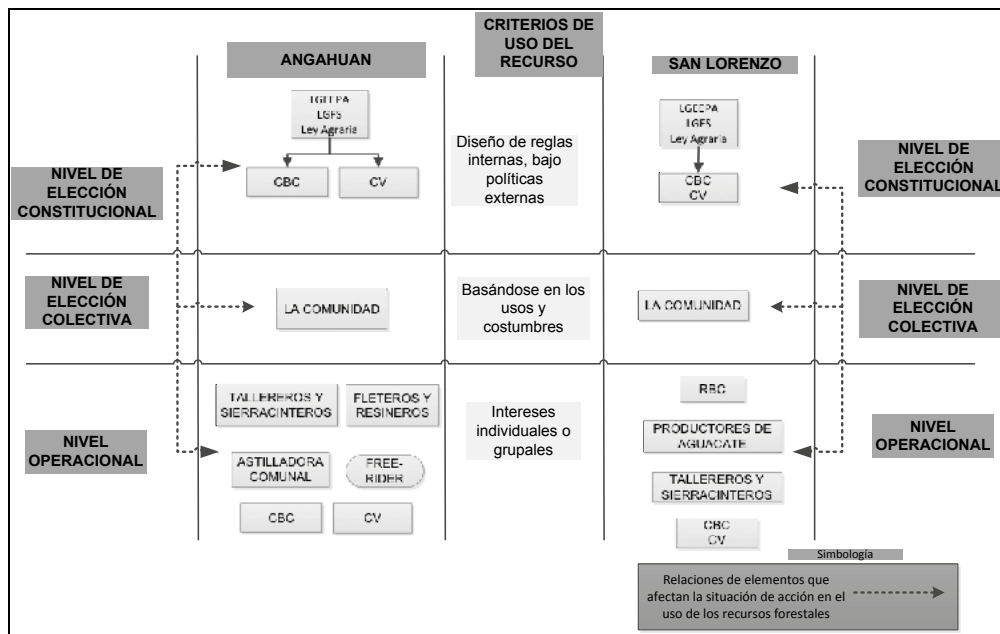 CRITERIOS DE
USO DEL
RECURSO
ANGAHUAN
SAN LORENZO
NIVEL DE
ELECCIÓN
CONSTITUCIONAL
LGEEPA
LGFS
Ley Agraria
CBC
CV
Diseño de reglas
internas, bajo
políticas
externas
LGEEPA
LGFS
Ley Agraria
CBC
CV
NIVEL DE
ELECCIÓN
CONSTITUCIONAL
NIVEL DE
ELECCIÓN
COLECTIVA
LA COMUNIDAD
Basándose en los
usos y
costumbres
LA COMUNIDAD
NIVEL DE
ELECCIÓN
COLECTIVA
NIVEL
OPERACIONAL
TALLEREROS Y
SIERRACINTEROS
FLETEROS Y
RESINEROS
ASTILLADORA
COMUNAL
FREE-
RIDER
CBC
CV
Intereses
individuales o
grupales
RBC
PRODUCTORES DE
AGUACATE
TALLEREROS Y
SIERRACINTEROS
CBC
CV
NIVEL
OPERACIONAL
Simbología
Relaciones de elementos que
afectan la situación de acción en el
uso de los recursos forestales